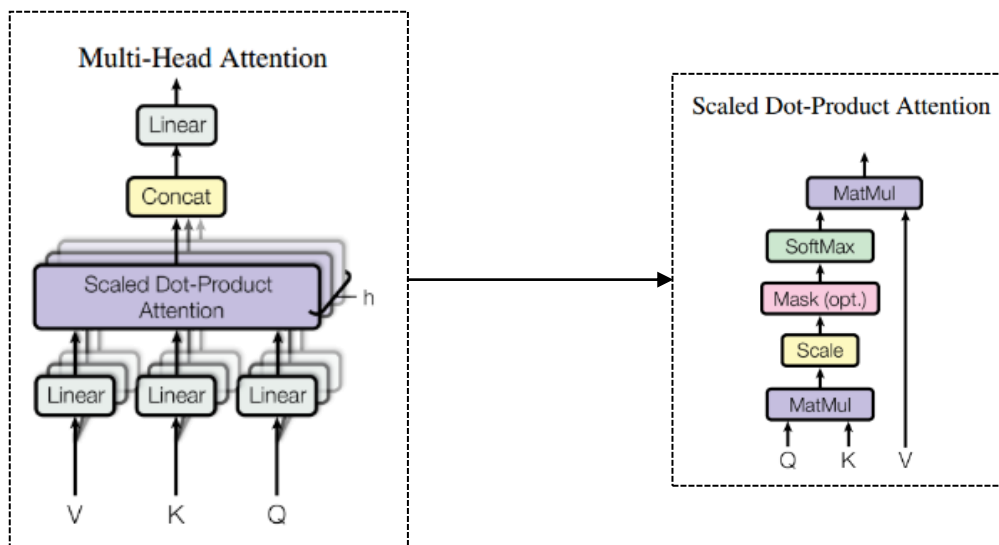 Multi-Head Attention
Linear
Concat
Scaled Dot-Product
Attention
h
Linear
Linear
Linear
V
K
Q
Scaled Dot-Product Attention
MatMul
SoftMax
Mask (opt.)
Scale
MatMul
Q
K
V